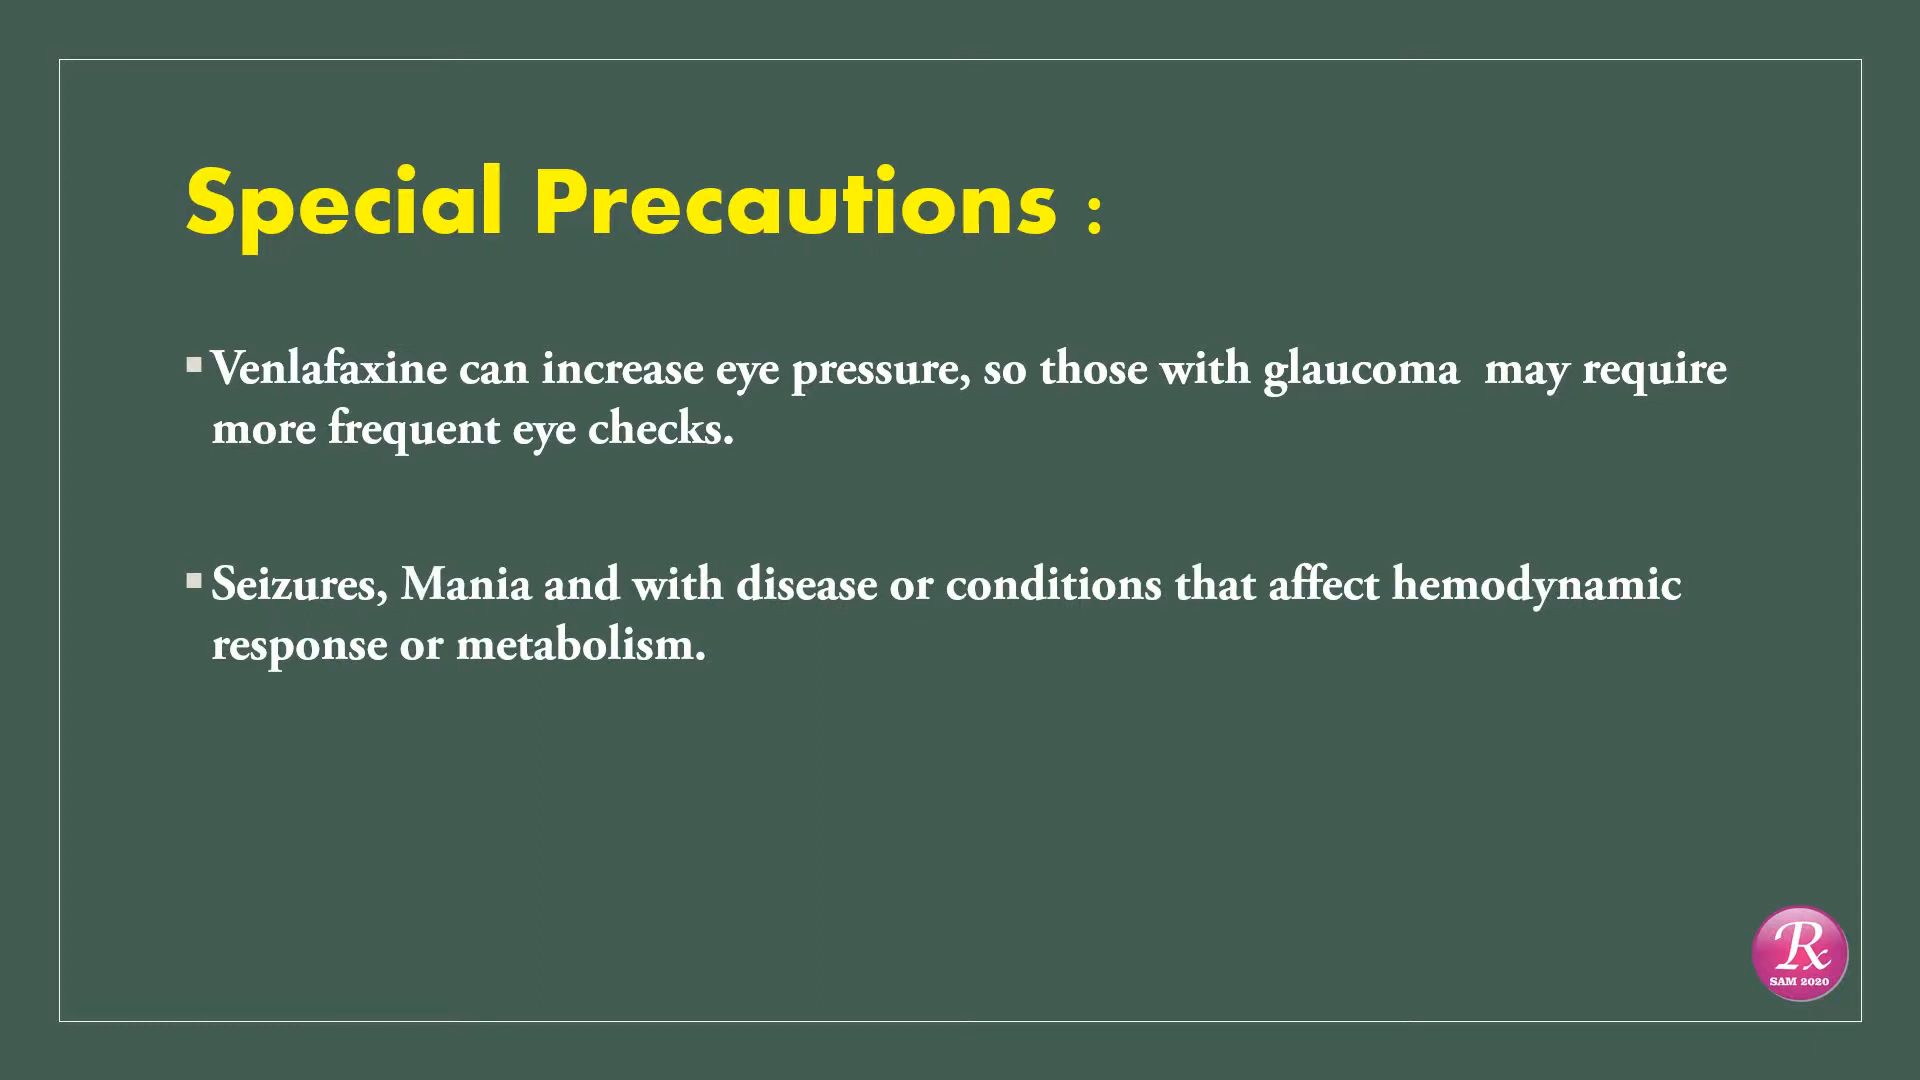 Special Precautions :
▪ Venlafaxine can increase eye pressure, so those with glaucoma  may require
more frequent eye checks.
▪ Seizures, Mania and with disease or conditions that affect hemodynamic
response or metabolism.
Rx
SAM 2020